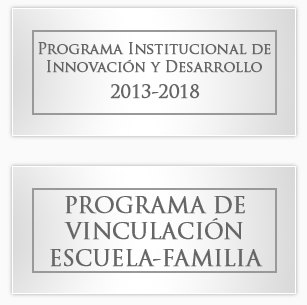 PROGRAMA INSTITUCIONAL DE
INNOVACIÓN Y DESARROLLO
2013-2018
PROGRAMA DE
VINCULACIÓN
ESCUELA-FAMILIA